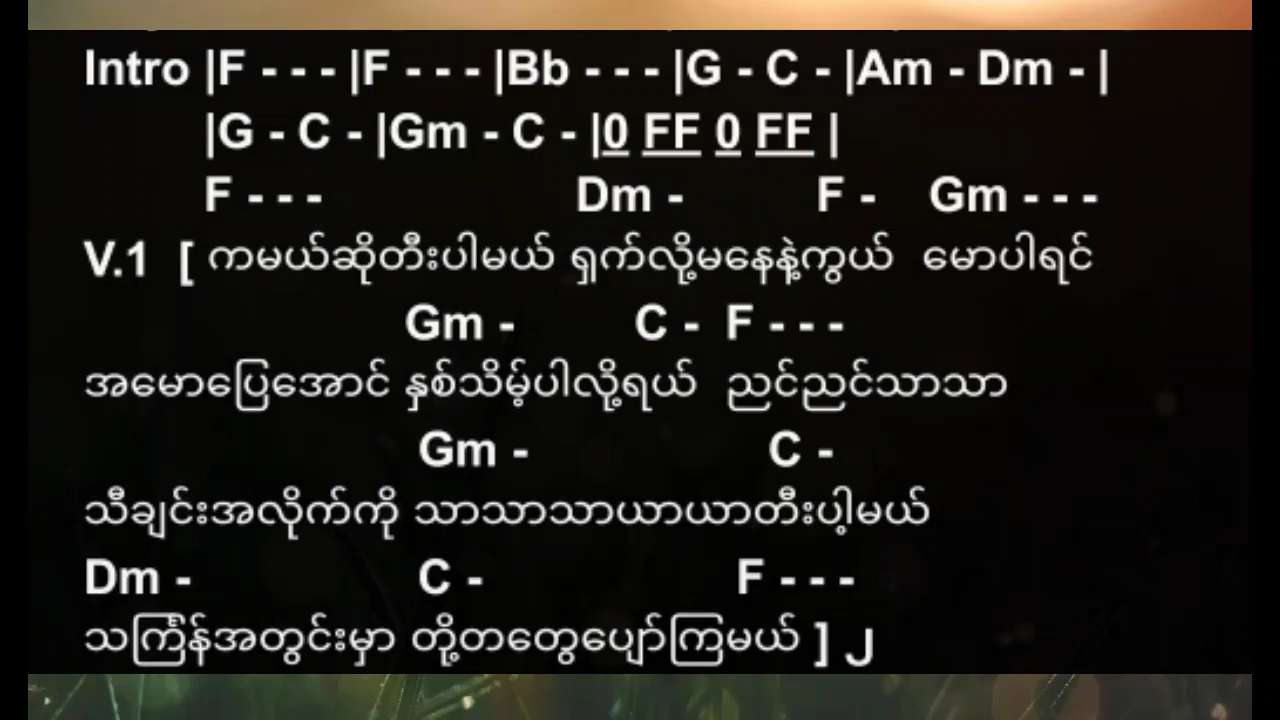 Intro |F - - - |F - - - |Bb - - - |G - C - |Am - Dm - |
|G - C - |Gm - C - |0 FF 0 FF |
F - - - Dm - F - Gm - - -
V.1 [ ကမယ်ဆိုတီးပါမယ် ရှက်လို့မနေနဲ့ကွယ် မောပါရင်
Gm - C - F - - -
အမောပြေအောင် နှစ်သိမ့်ပါလို့ရယ် ညင်ညင်သာသာ
Gm - C -
သီချင်းအလိုက်ကို သာသာသာယာယာတီးပါ့မယ်
Dm - C - F - - -
သင်္ကြန်အတွင်းမှာ တို့တတွေပျော်ကြမယ် ] ၂